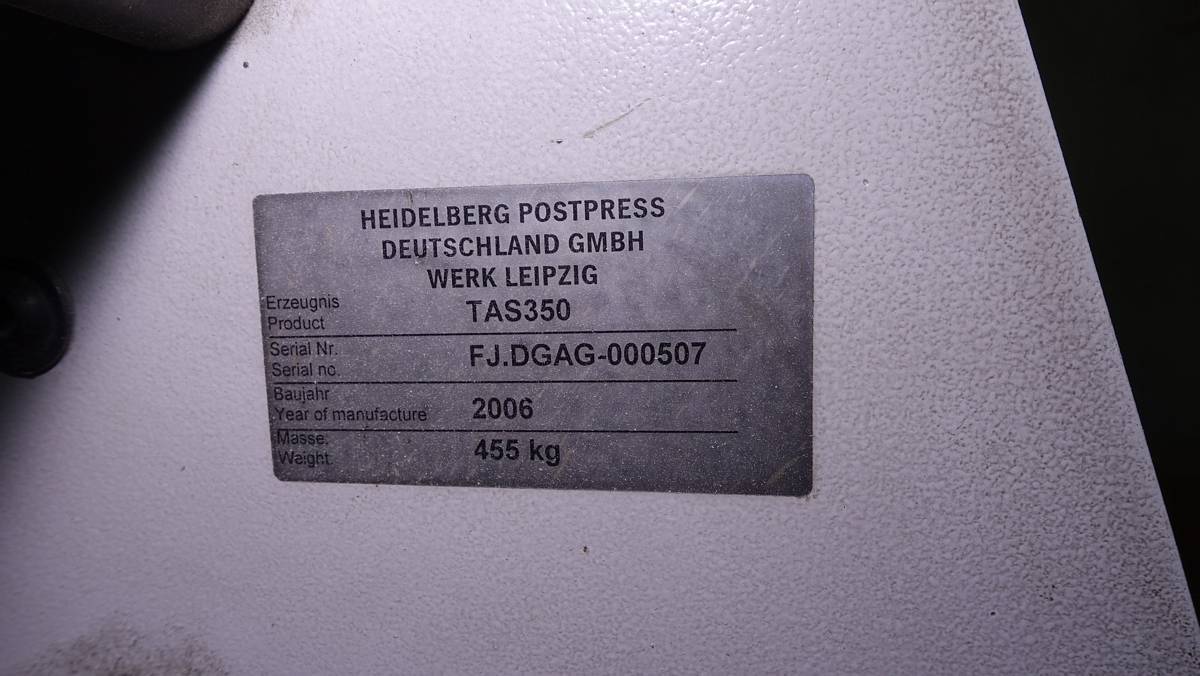 HEIDELBERG POSTPRESS
DEUTSCHLAND GMBH
WERK LEIPZIG
Erzeugnis
Product
TAS350
Serial Nr.
Serial no.
FJ.DGAG-000507
Baujahr
Year of manufacture
2006
Masse:
Weight
455 kg